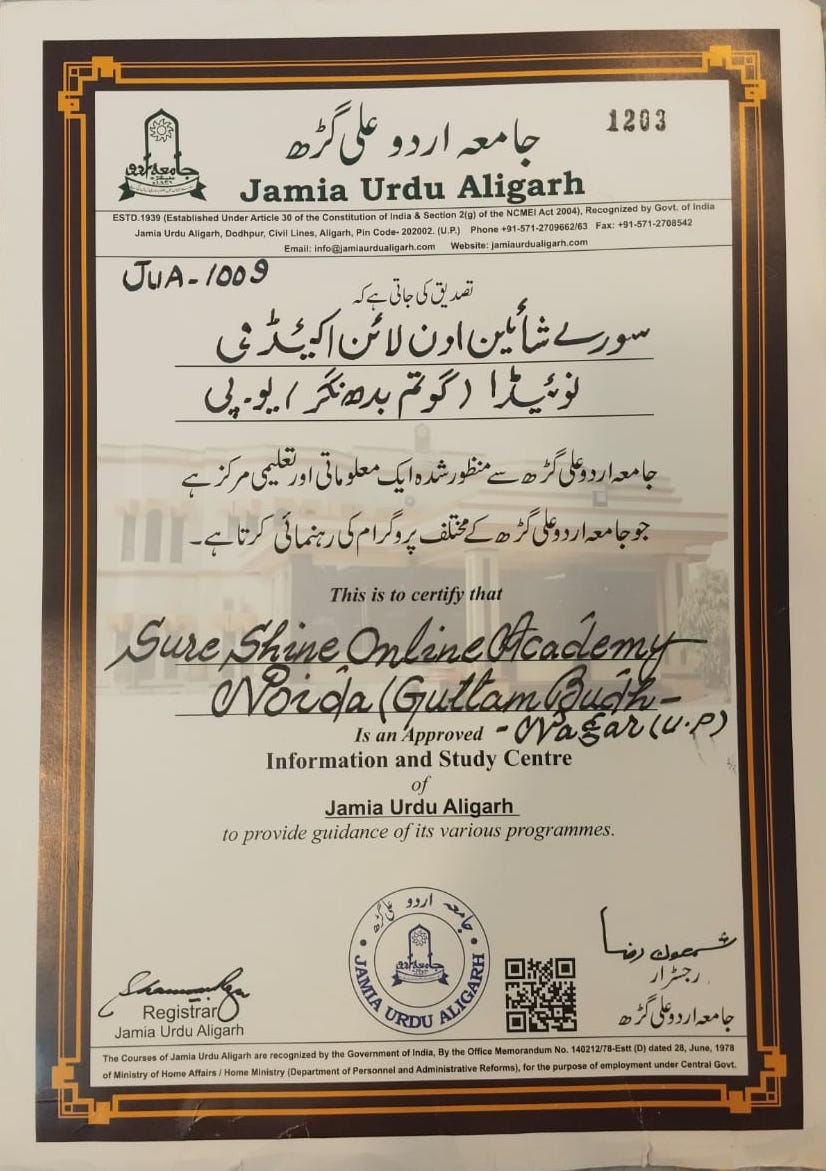 جامعہ اردو علی گڑھ
1203
Jamia Urdu Aligarh
ESTD.1939 (Established Under Article 30 of the Constitution of India & Section 2(g) of the NCMEI Act 2004), Recognized by Govt. of India
Jamia Urdu Aligarh, Dodhpur, Civil Lines, Aligarh, Pin Code- 202002. (U.P.) Phone +91-571-2709662/63 Fax: +91-571-2708542
Email: info@jamiaurdualigarh.com Website: jamiaurdualigarh.com
JUA-1009
تصدیق کی جاتی ہے کہ
سورے شائین اون لائن اکیڈمی
نوئیڈا (گوتم بدھ نگر) یو۔پی
جامعہ اردو علی گڑھ سے منظور شدہ ایک معلوماتی اور تعلیمی مرکز ہے
جو جامعہ اردو علی گڑھ کے مختلف پروگرام کی رہنمائی کرتا ہے۔
This is to certify that
Sure Shine Online Academy
Noida (Guttam Budh-
Is an Approved -Nagar (U.P)
Information and Study Centre
of
Jamia Urdu Aligarh
to provide guidance of its various programmes.
جامعہ اردو علی گڑھ
JAMIA URDU ALIGARH
شمعون رضا
رجسٹرار
جامعہ اردو علی گڑھ
Registrar
Jamia Urdu Aligarh
The Courses of Jamia Urdu Aligarh are recognized by the Government of India, By the Office Memorandum No. 140212/78-Estt (D) dated 28, June, 1978
of Ministry of Home Affairs / Home Ministry (Department of Personnel and Administrative Reforms), for the purpose of employment under Central Govt.